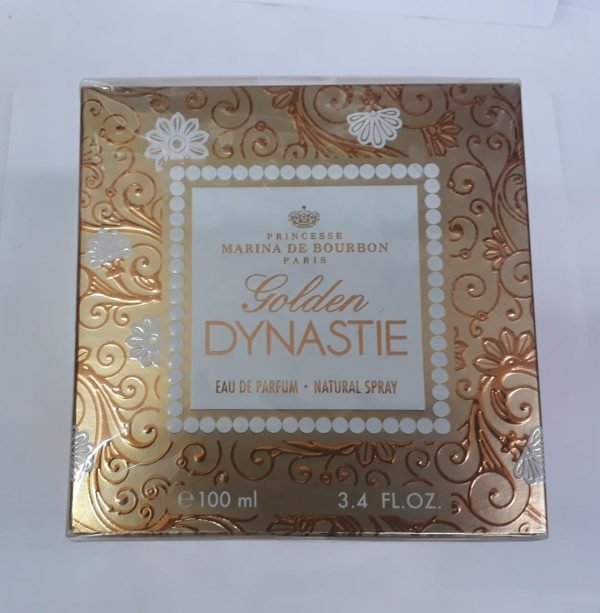 PRINCESSE
MARINA DE BOURBON
PARIS
Golden
DYNASTIE
EAU DE PARFUM • NATURAL SPRAY
℮ 100 ml 3.4 FL.OZ.